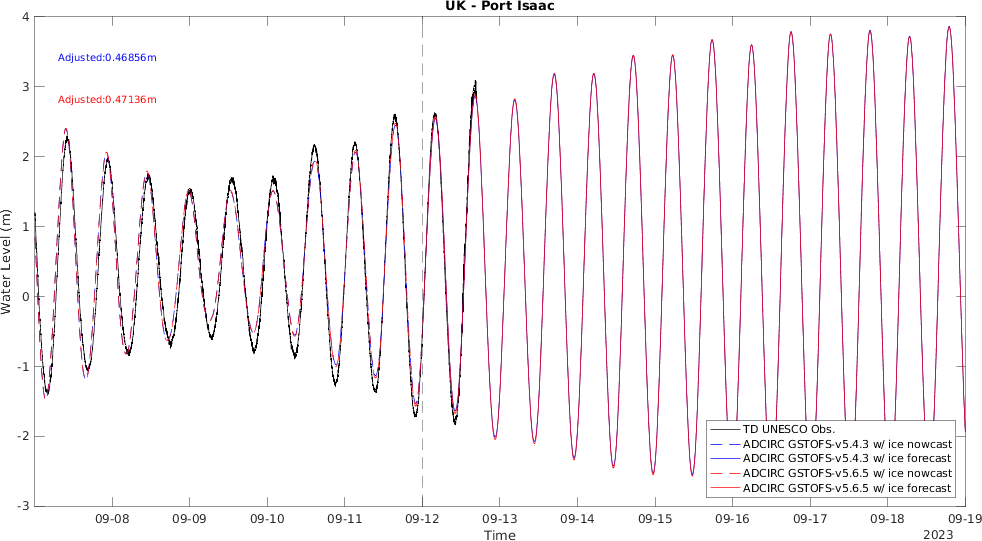 UK - Port Isaac
Adjusted:0.46856m
Adjusted:0.47136m
4
3
2
1
0
-1
-2
-3
Water Level (m)
TD UNESCO Obs.
ADCIRC GSTOFS-v5.4.3 w/ ice nowcast
ADCIRC GSTOFS-v5.4.3 w/ ice forecast
ADCIRC GSTOFS-v5.6.5 w/ ice nowcast
ADCIRC GSTOFS-v5.6.5 w/ ice forecast
09-08 09-09 09-10 09-11 09-12 09-13 09-14 09-15 09-16 09-17 09-18 09-19
Time
2023